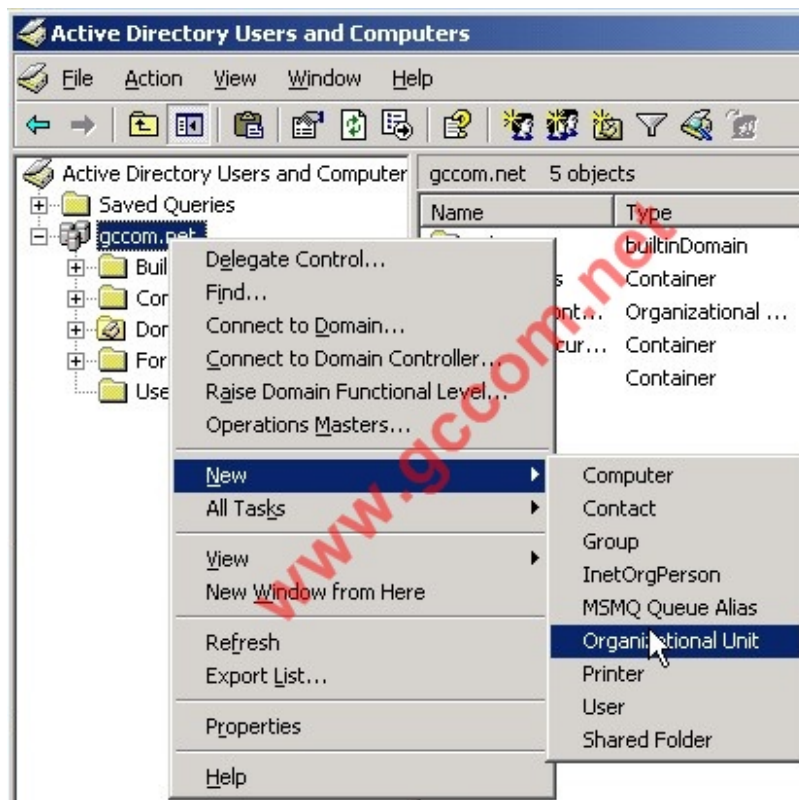 Active Directory Users and Computers
File Action View Window Help
Active Directory Users and Computer
gccom.net 5 objects
Saved Queries
Name Type
gccom.net
builtinDomain
Container
Organizational ...
Container
Container
Delegate Control...
Find...
Connect to Domain...
Connect to Domain Controller...
Raise Domain Functional Level...
Operations Masters...
New
All Tasks
View
New Window from Here
Refresh
Export List...
Properties
Help
Computer
Contact
Group
InetOrgPerson
MSMQ Queue Alias
Organizational Unit
Printer
User
Shared Folder
www.gccom.net